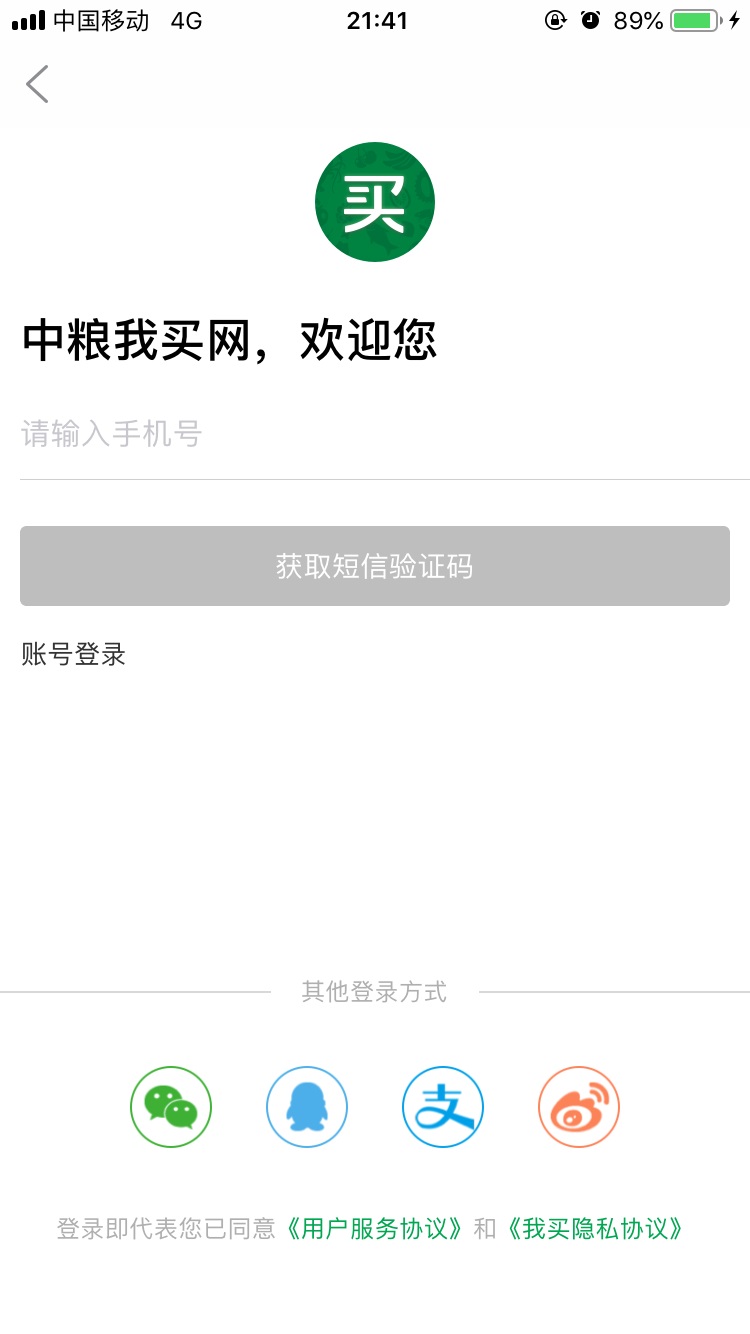 中国移动 4G 21:41 89%
买
中粮我买网，欢迎您
请输入手机号
获取短信验证码
账号登录
其他登录方式
支
登录即代表您已同意《用户服务协议》和《我买隐私协议》